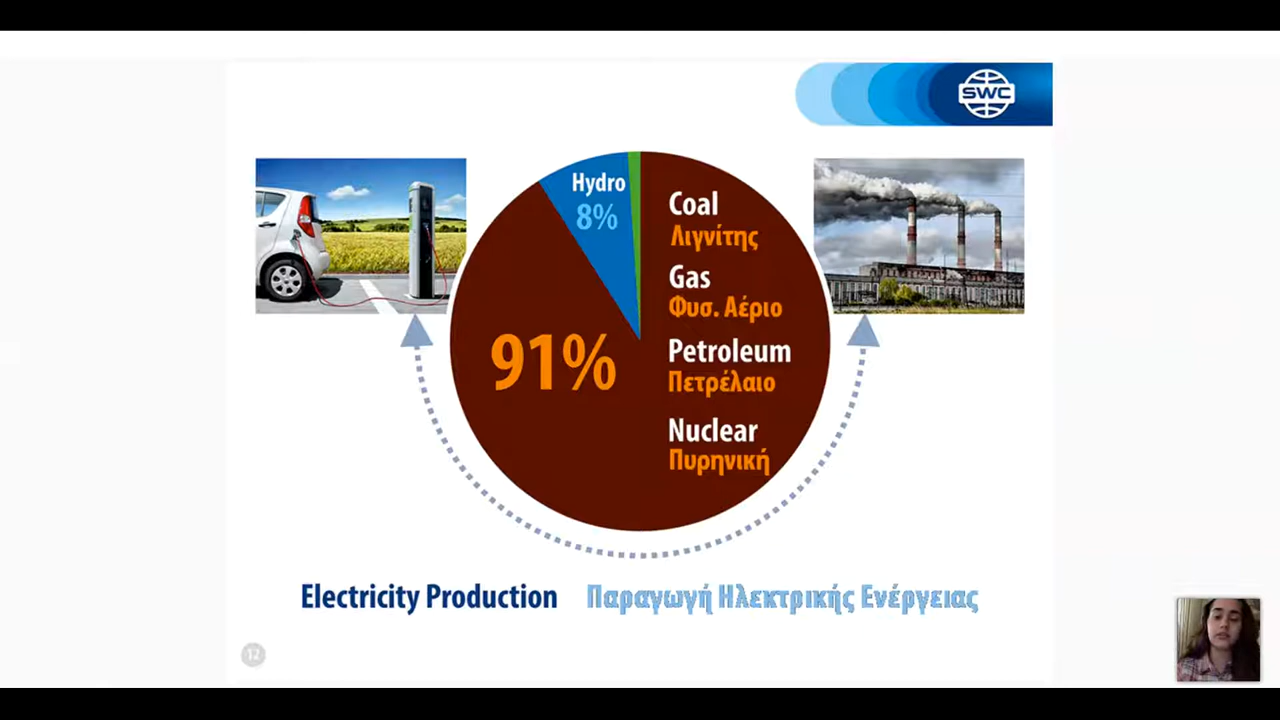 SWC
Hydro
8%
Coal
Λιγνίτης
Gas
Φυσ. Αέριο
91%
Petroleum
Πετρέλαιο
Nuclear
Πυρηνική
Electricity Production Παραγωγή Ηλεκτρικής Ενέργειας
12